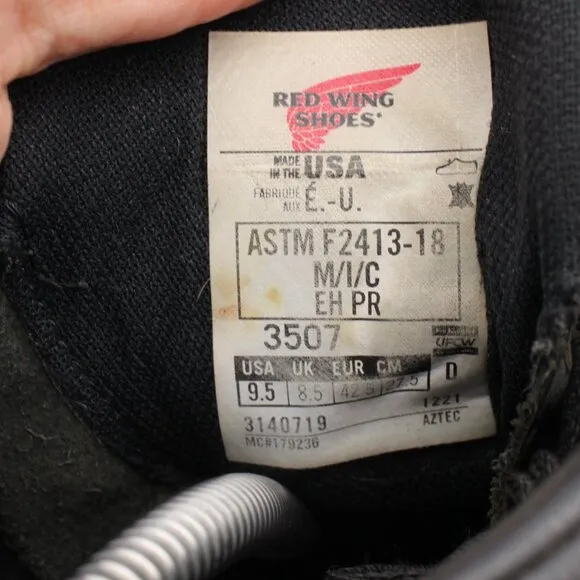 RED WING
SHOES
MADE IN THE USA
FABRIQUÉ AUX É.-U.
ASTM F2413-18
M/I/C
EH PR
3507
UFCW
USA UK EUR CM D
9.5 8.5 42.5 27.5
1221
3140719 AZTEC
MC#179236